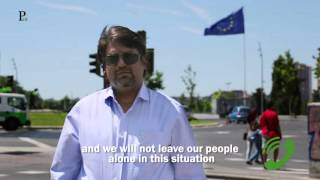 P
and we will not leave our people
alone in this situation